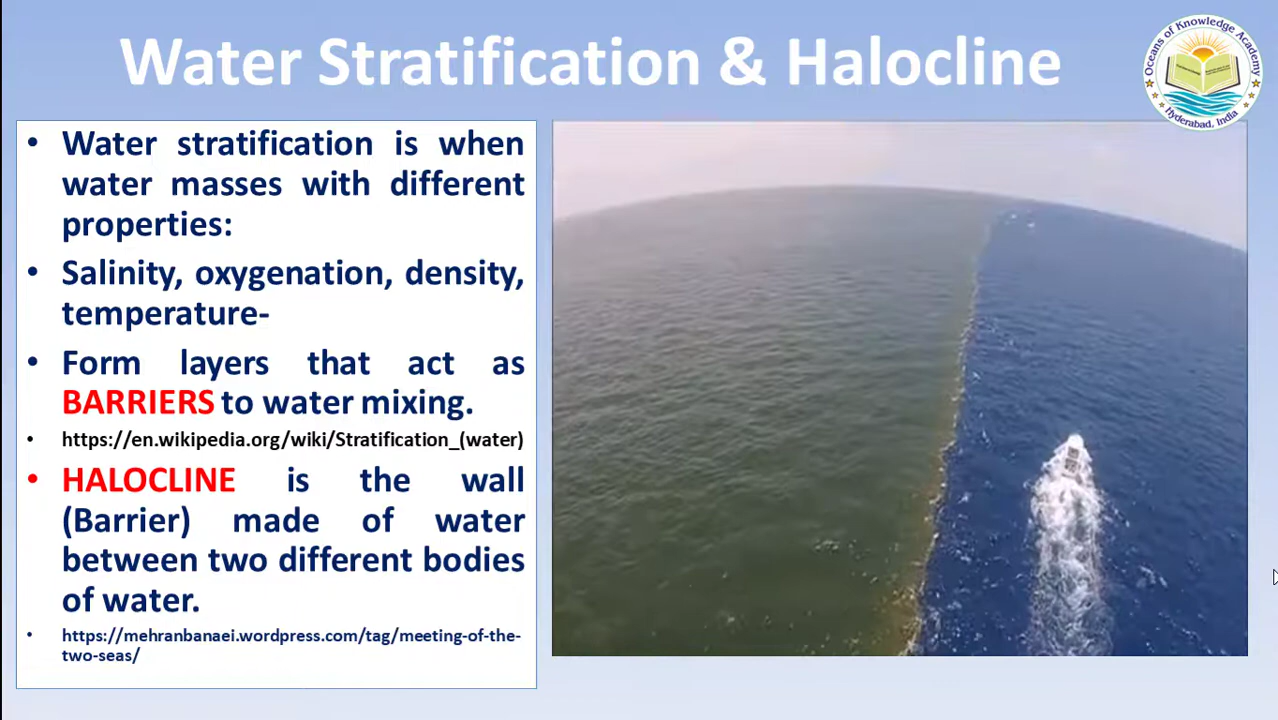 Water Stratification & Halocline
Oceans of Knowledge Academy
Hyderabad, India
• Water stratification is when
water masses with different
properties:
• Salinity, oxygenation, density,
temperature-
• Form layers that act as
BARRIERS to water mixing.
• https://en.wikipedia.org/wiki/Stratification_(water)
• HALOCLINE is the wall
(Barrier) made of water
between two different bodies
of water.
• https://mehranbanaei.wordpress.com/tag/meeting-of-the-
two-seas/